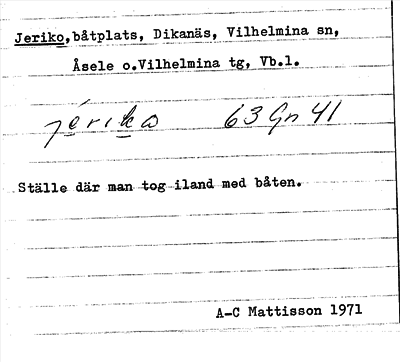 Jeriko, båtplats, Dikanäs, Vilhelmina sn,
Åsele o.Vilhelmina tg, Vb.l.
jériko 63 Gn 41
Ställe där man tog iland med båten.
A-C Mattisson 1971